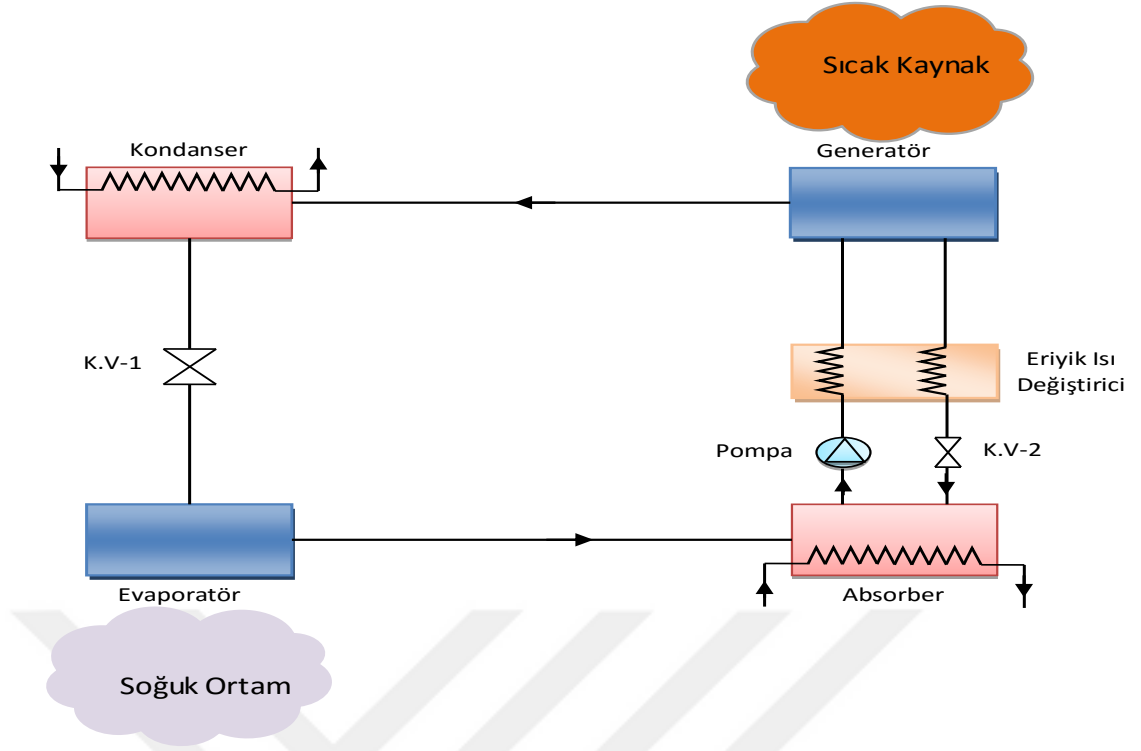 Sıcak Kaynak
Kondanser
Generatör
K.V-1
Eriyik Isı
Değiştirici
Pompa
K.V-2
Evaporatör
Absorber
Soğuk Ortam